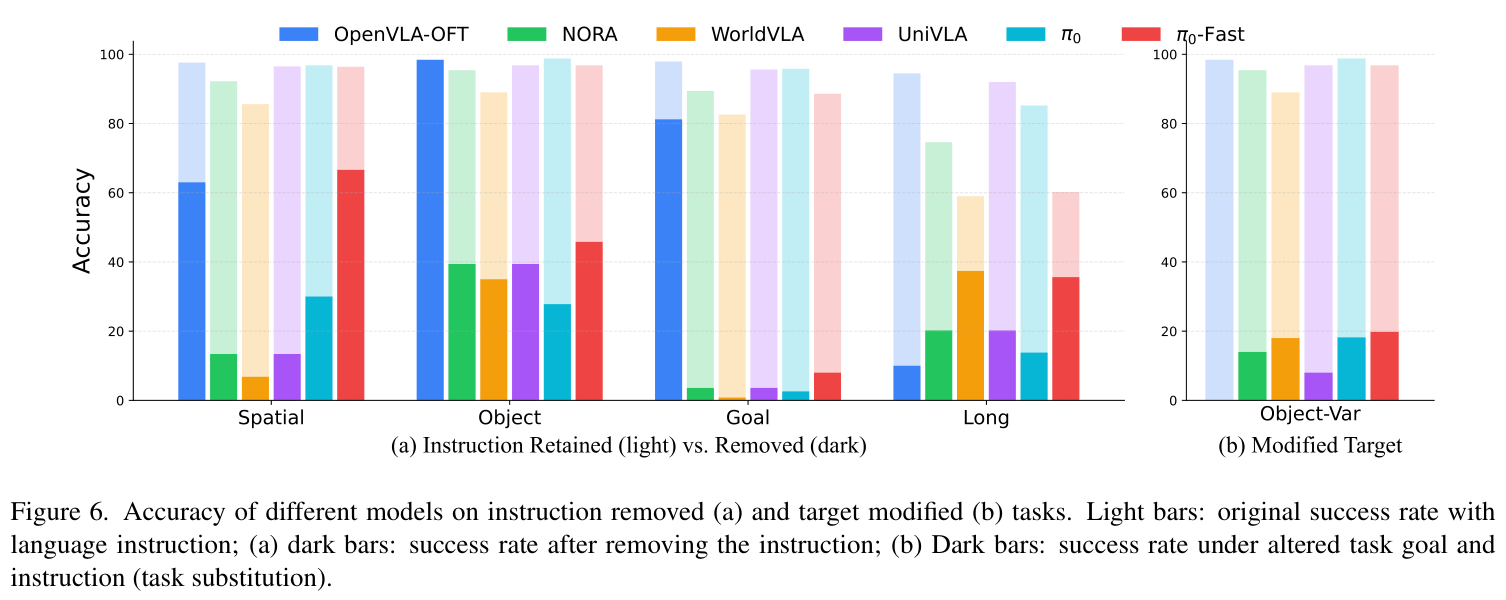 OpenVLA-OFT NORA WorldVLA UniVLA π₀ π₀-Fast
Accuracy
100
80
60
40
20
0
Spatial Object Goal Long
(a) Instruction Retained (light) vs. Removed (dark)
100
80
60
40
20
0
Object-Var
(b) Modified Target
Figure 6. Accuracy of different models on instruction removed (a) and target modified (b) tasks. Light bars: original success rate with
language instruction; (a) dark bars: success rate after removing the instruction; (b) Dark bars: success rate under altered task goal and
instruction (task substitution).